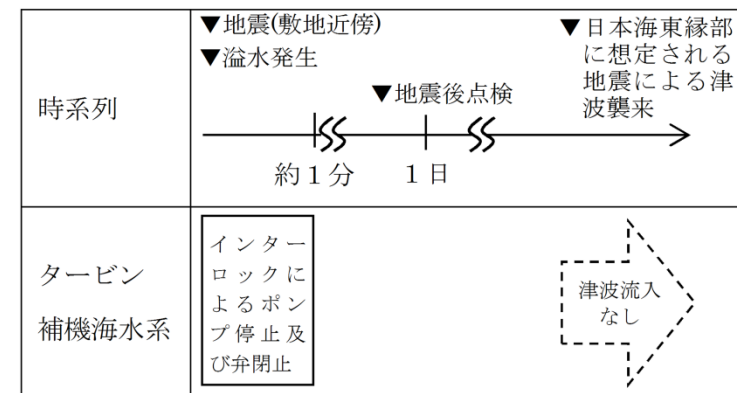 ▼地震(敷地近傍)
▼溢水発生
▼日本海東縁部
に想定される
地震による津
波襲来
時系列
▼地震後点検
約１分
１日
タービン
補機海水系
インター
ロックに
よるポン
プ停止及
び弁閉止
津波流入
なし